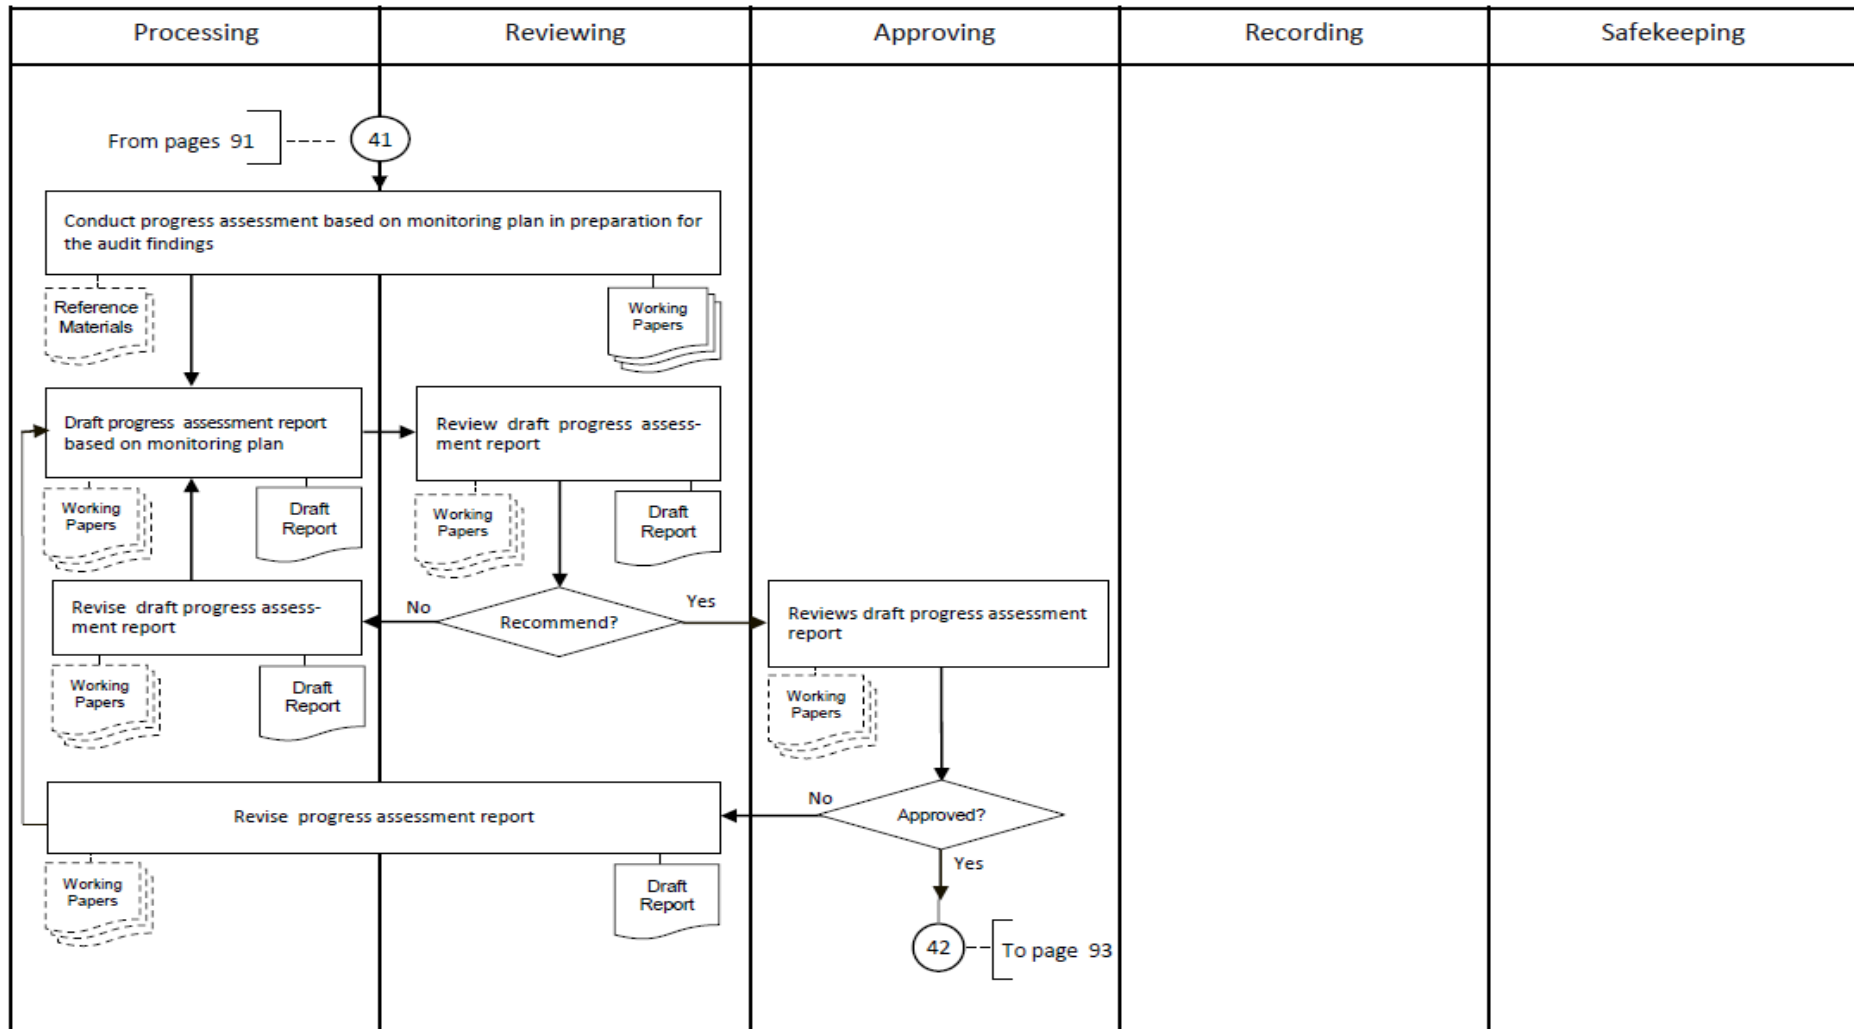 Processing
Reviewing
Approving
Recording
Safekeeping
From pages 91
41
Conduct progress assessment based on monitoring plan in preparation for
the audit findings
Reference
Materials
Working
Papers
Draft progress assessment report
based on monitoring plan
Review draft progress assess-
ment report
Working
Papers
Draft
Report
Working
Papers
Draft
Report
Revise draft progress assess-
ment report
No
Recommend?
Yes
Reviews draft progress assessment
report
Working
Papers
Draft
Report
Working
Papers
Revise progress assessment report
No
Approved?
Yes
Working
Papers
Draft
Report
42
To page 93